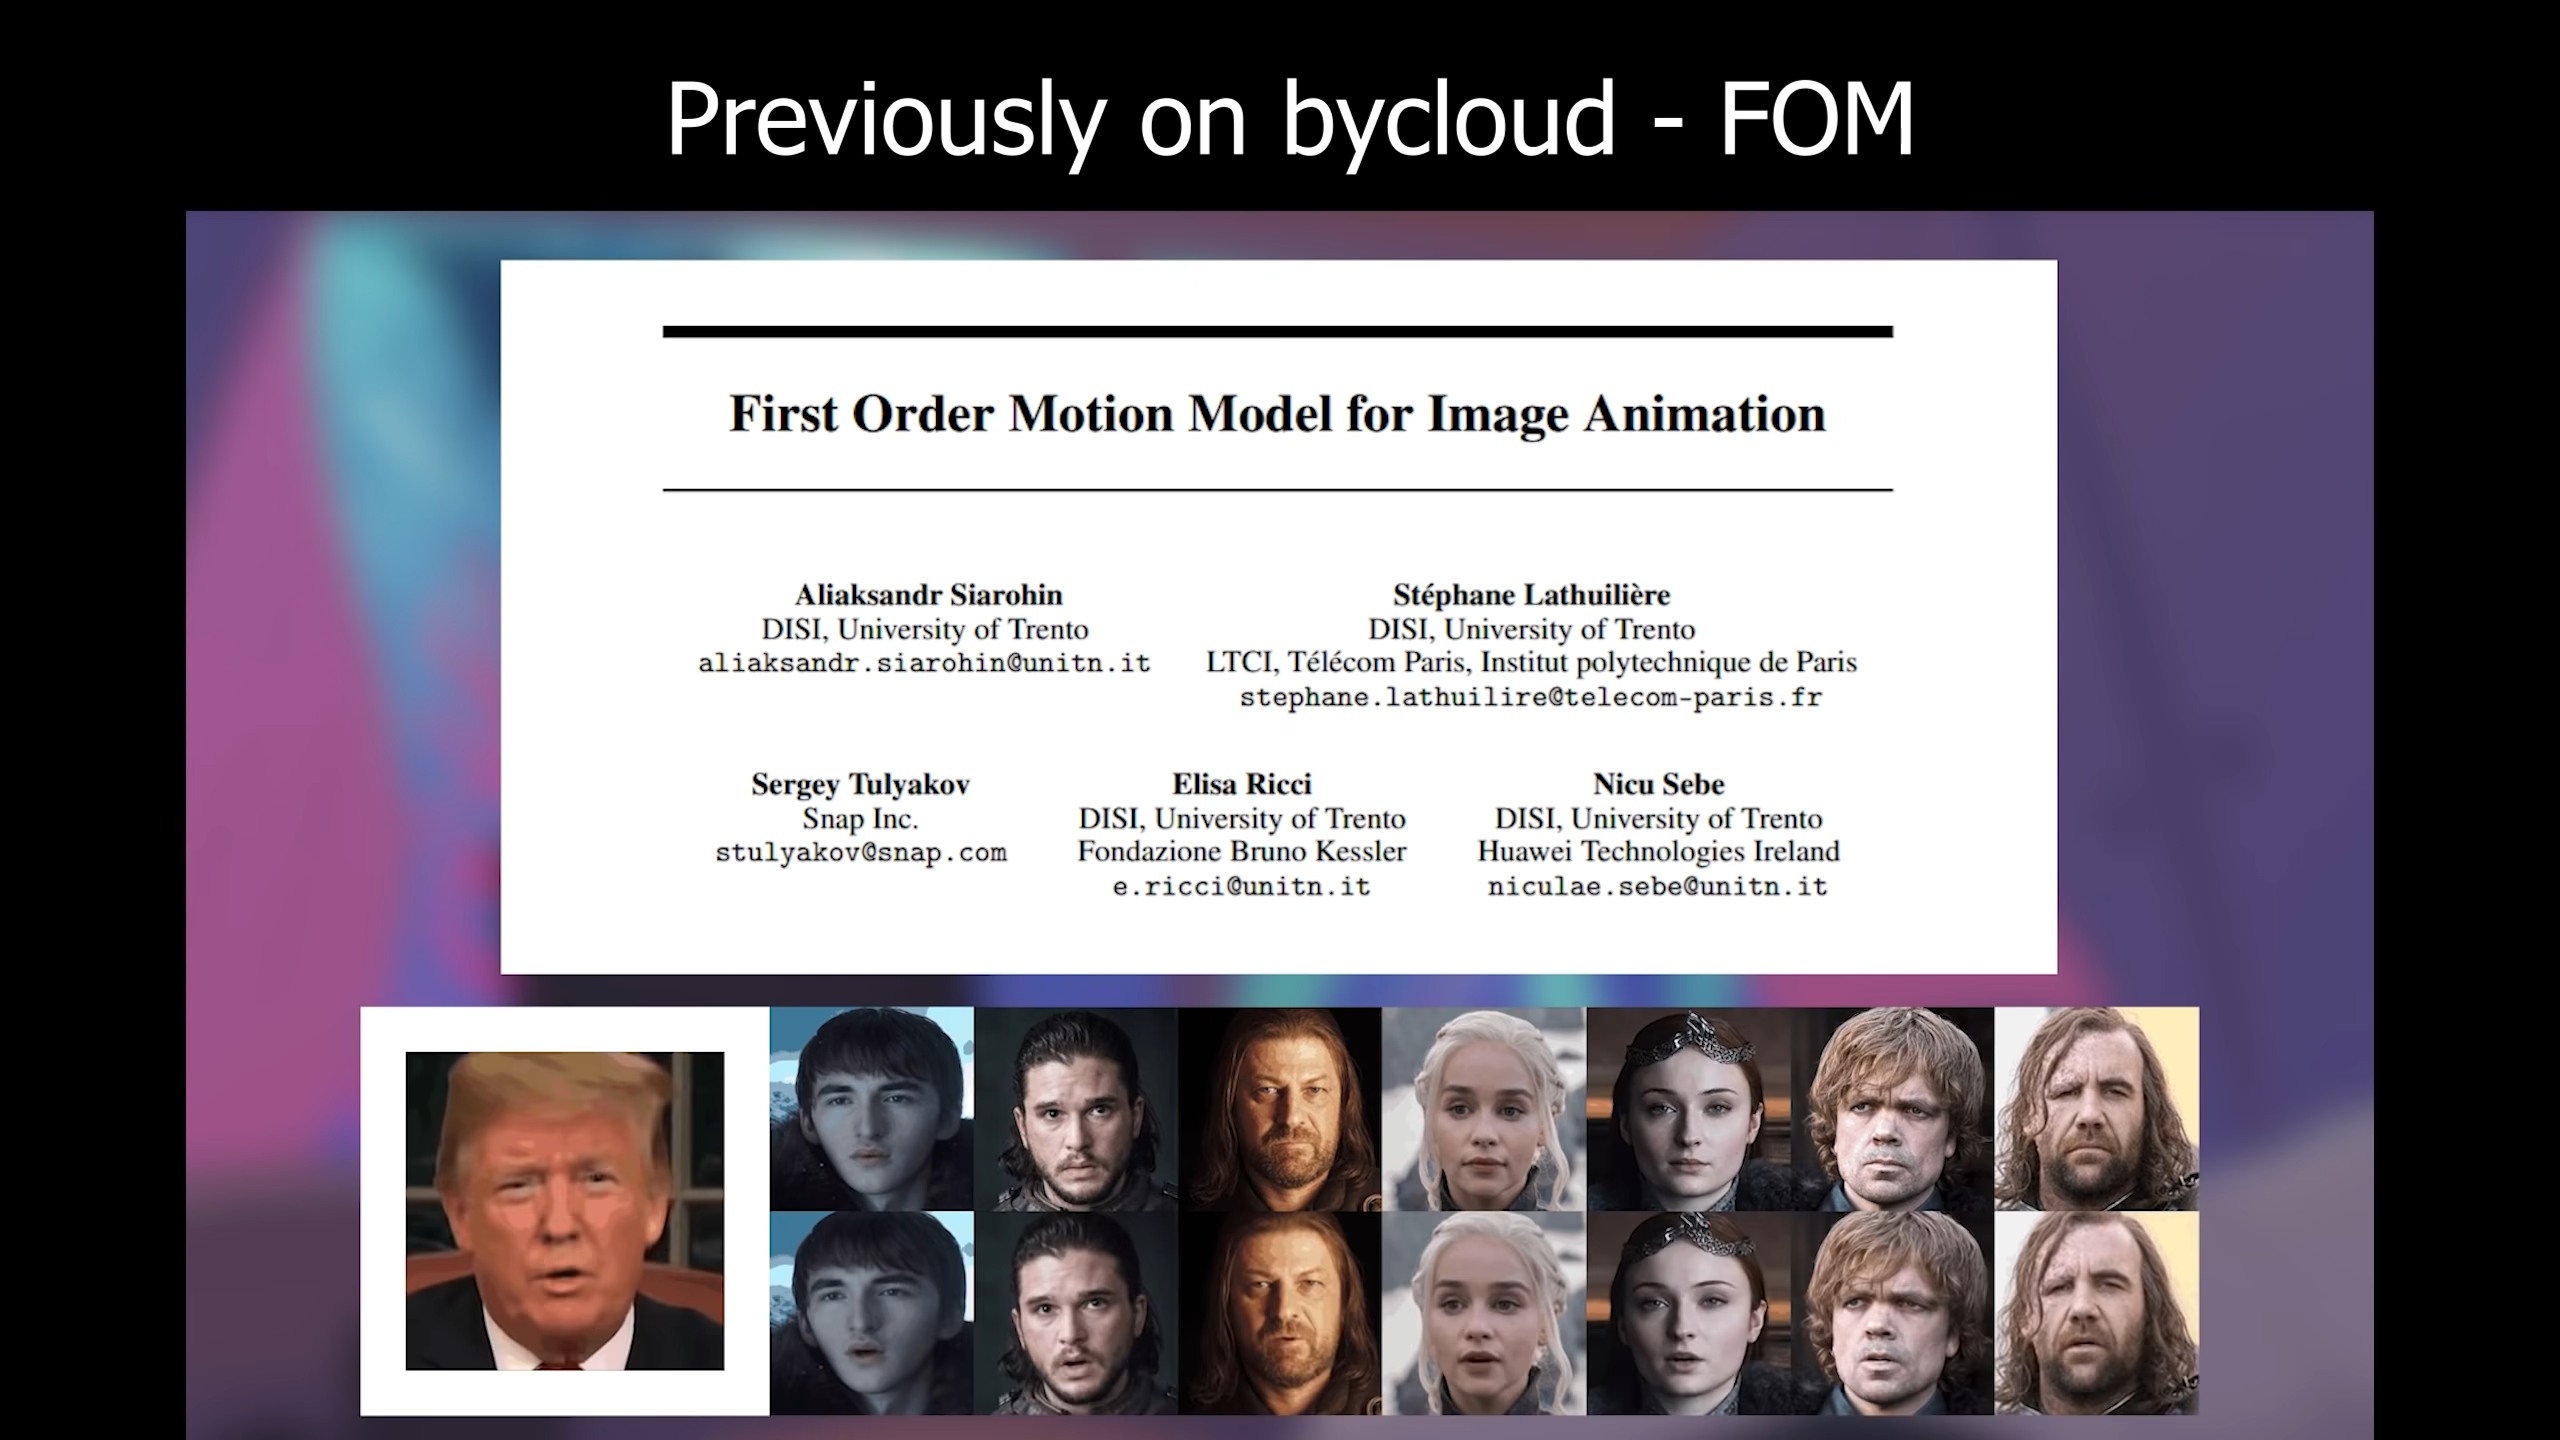 Previously on bycloud - FOM
First Order Motion Model for Image Animation
Aliaksandr Siarohin
DISI, University of Trento
aliaksandr.siarohin@unitn.it
Stéphane Lathuilière
DISI, University of Trento
LTCI, Télécom Paris, Institut polytechnique de Paris
stephane.lathuilire@telecom-paris.fr
Sergey Tulyakov
Snap Inc.
stulyakov@snap.com
Elisa Ricci
DISI, University of Trento
Fondazione Bruno Kessler
e.ricci@unitn.it
Nicu Sebe
DISI, University of Trento
Huawei Technologies Ireland
niculae.sebe@unitn.it